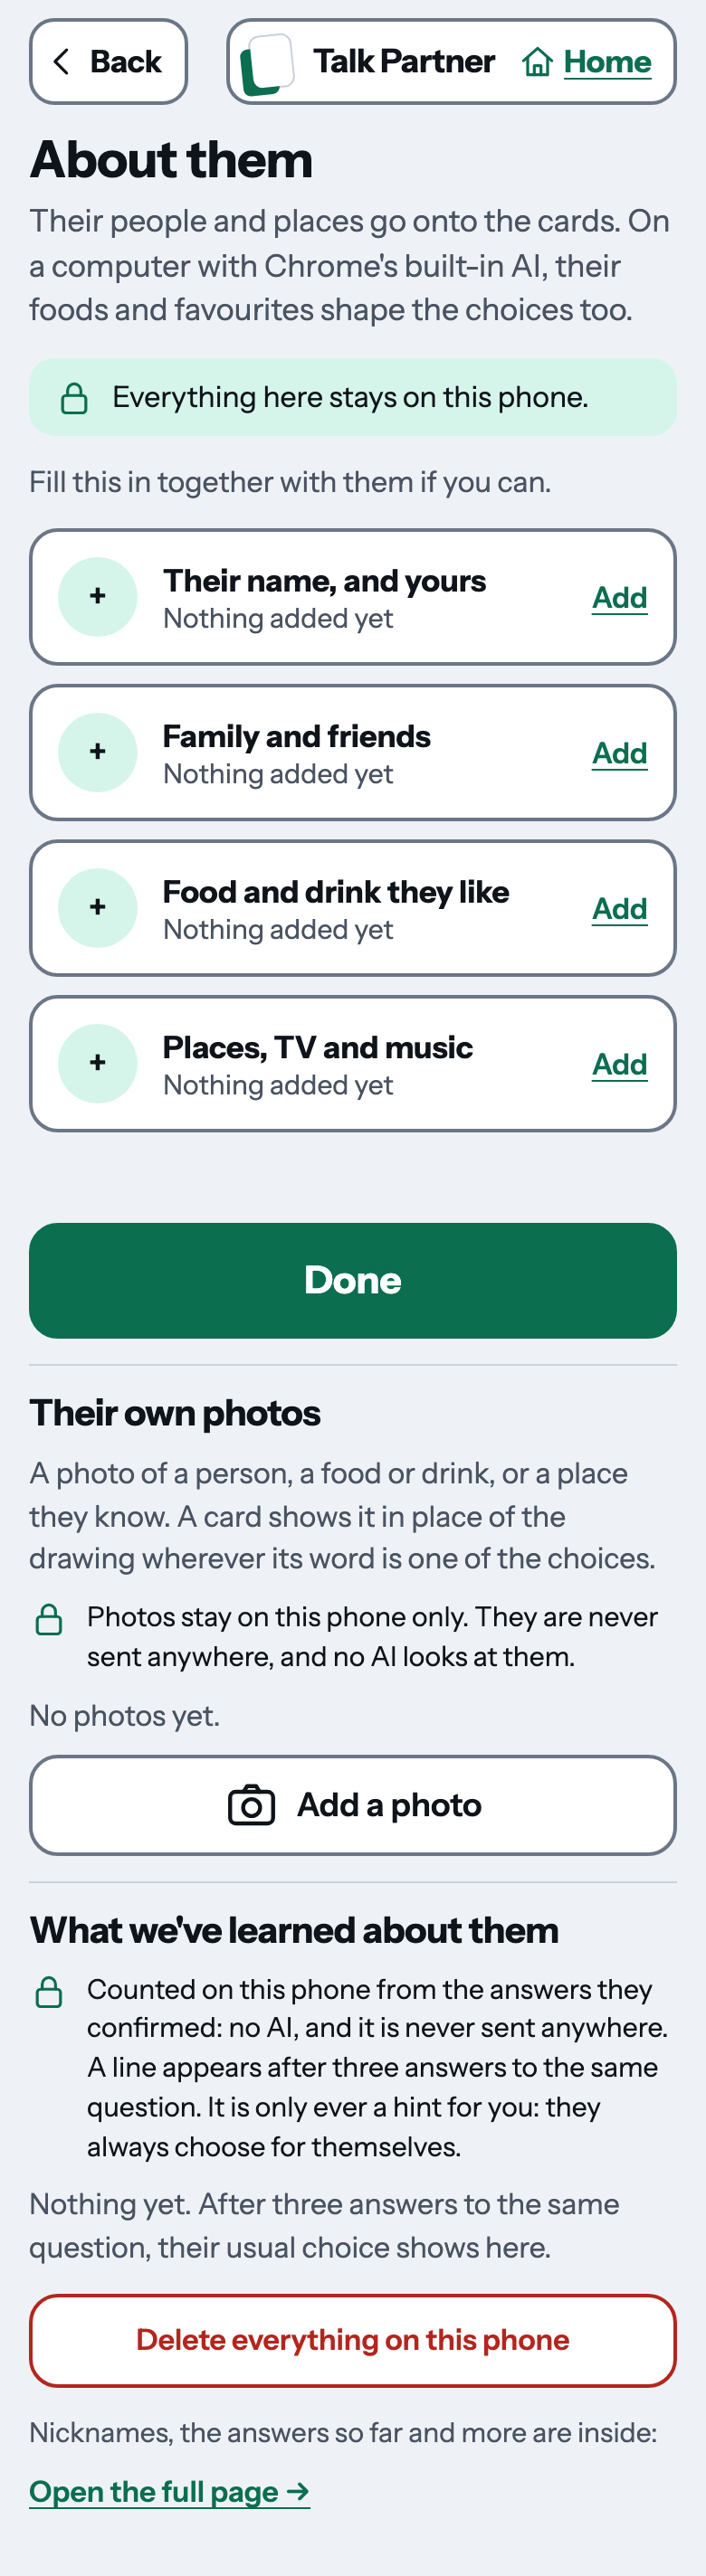 Back
Talk Partner
Home
About them
Their people and places go onto the cards. On
a computer with Chrome's built-in AI, their
foods and favourites shape the choices too.
Everything here stays on this phone.
Fill this in together with them if you can.
+
Their name, and yours
Nothing added yet
Add
+
Family and friends
Nothing added yet
Add
+
Food and drink they like
Nothing added yet
Add
+
Places, TV and music
Nothing added yet
Add
Done
Their own photos
A photo of a person, a food or drink, or a place
they know. A card shows it in place of the
drawing wherever its word is one of the choices.
Photos stay on this phone only. They are never
sent anywhere, and no AI looks at them.
No photos yet.
Add a photo
What we've learned about them
Counted on this phone from the answers they
confirmed: no AI, and it is never sent anywhere.
A line appears after three answers to the same
question. It is only ever a hint for you: they
always choose for themselves.
Nothing yet. After three answers to the same
question, their usual choice shows here.
Delete everything on this phone
Nicknames, the answers so far and more are inside:
Open the full page →